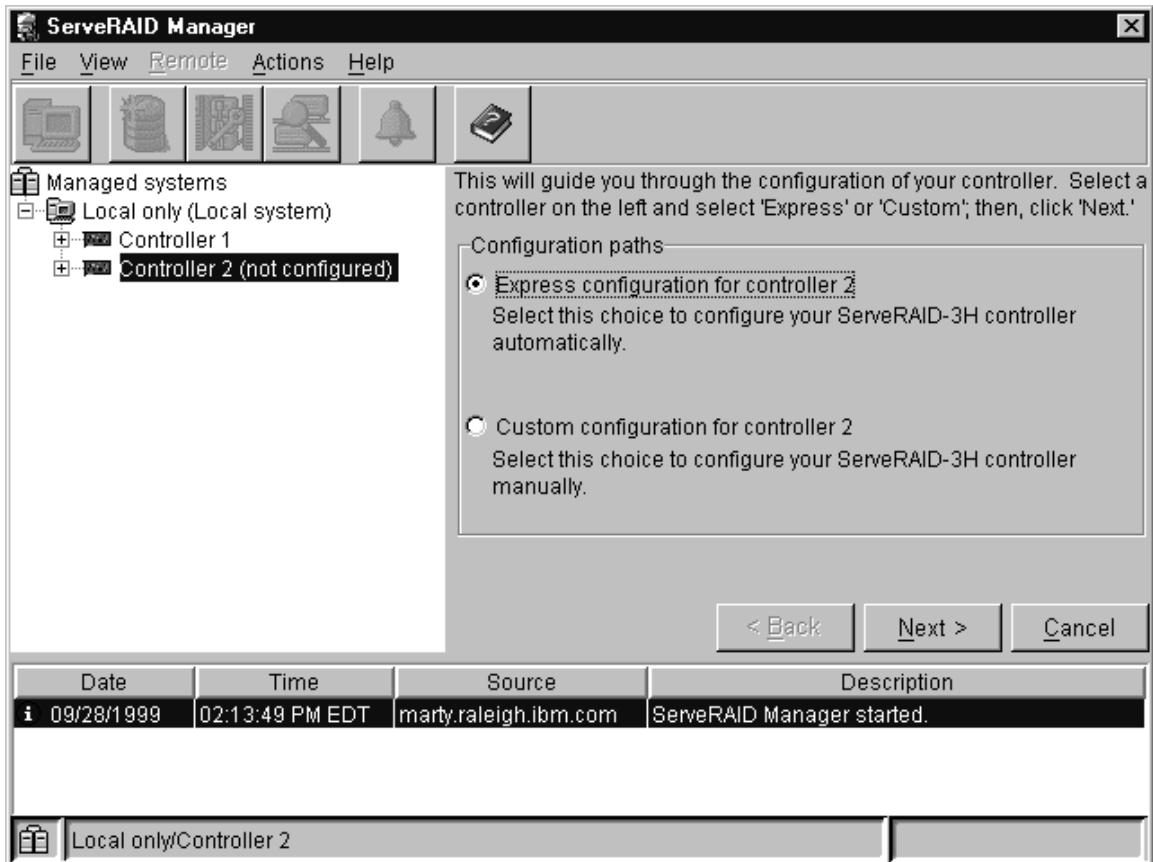 ServeRAID Manager
File View Remote Actions Help
Managed systems
Local only (Local system)
Controller 1
Controller 2 (not configured)
This will guide you through the configuration of your controller. Select a
controller on the left and select 'Express' or 'Custom'; then, click 'Next.'
Configuration paths
Express configuration for controller 2
Select this choice to configure your ServeRAID-3H controller
automatically.
Custom configuration for controller 2
Select this choice to configure your ServeRAID-3H controller
manually.
< Back Next > Cancel
Date Time Source Description
09/28/1999 02:13:49 PM EDT marty.raleigh.ibm.com ServeRAID Manager started.
Local only/Controller 2